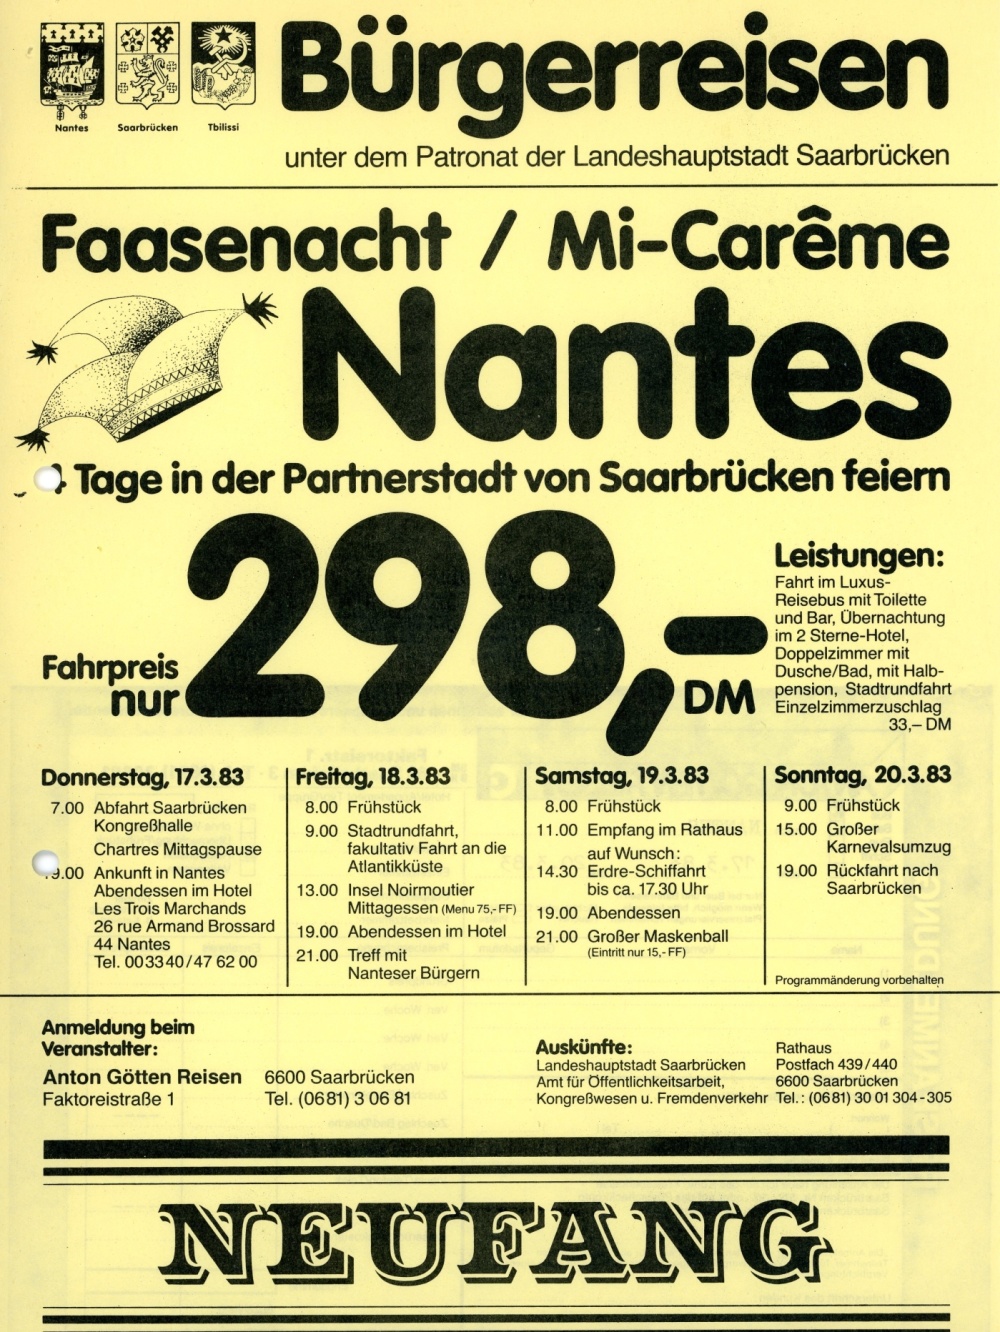 Nantes Saarbrücken Tbilissi
Bürgerreisen
unter dem Patronat der Landeshauptstadt Saarbrücken
Faasenacht / Mi-Carême
Nantes
Tage in der Partnerstadt von Saarbrücken feiern
Fahrpreis
nur
298,- DM
Leistungen:
Fahrt im Luxus-
Reisebus mit Toilette
und Bar, Übernachtung
im 2 Sterne-Hotel,
Doppelzimmer mit
Dusche/Bad, mit Halb-
pension, Stadtrundfahrt
Einzelzimmerzuschlag
33,– DM
Donnerstag, 17.3.83
7.00 Abfahrt Saarbrücken
Kongreßhalle
Chartres Mittagspause
19.00 Ankunft in Nantes
Abendessen im Hotel
Les Trois Marchands
26 rue Armand Brossard
44 Nantes
Tel. 003340/47 62 00
Freitag, 18.3.83
8.00 Frühstück
9.00 Stadtrundfahrt,
fakultativ Fahrt an die
Atlantikküste
13.00 Insel Noirmoutier
Mittagessen (Menu 75,- FF)
19.00 Abendessen im Hotel
21.00 Treff mit
Nanteser Bürgern
Samstag, 19.3.83
8.00 Frühstück
11.00 Empfang im Rathaus
auf Wunsch:
14.30 Erdre-Schiffahrt
bis ca. 17.30 Uhr
19.00 Abendessen
21.00 Großer Maskenball
(Eintritt nur 15,- FF)
Sonntag, 20.3.83
9.00 Frühstück
15.00 Großer
Karnevalsumzug
19.00 Rückfahrt nach
Saarbrücken
Programmänderung vorbehalten
Anmeldung beim
Veranstalter:
Anton Götten Reisen 6600 Saarbrücken
Faktoreistraße 1 Tel. (0681) 3 06 81
Auskünfte:
Landeshauptstadt Saarbrücken
Amt für Öffentlichkeitsarbeit,
Kongreßwesen u. Fremdenverkehr
Rathaus
Postfach 439/440
6600 Saarbrücken
Tel.: (0681) 30 01 304-305
NEUFANG